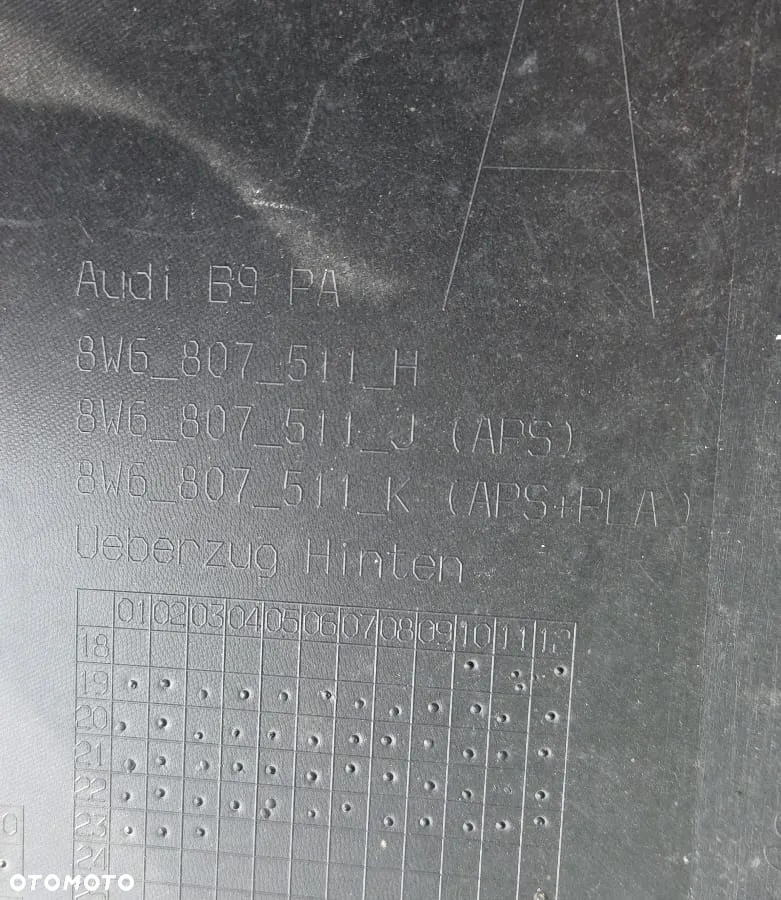 A
Audi B9 PA
8W6_807_511_H
8W6_807_511_J (APS)
8W6_807_511_K (APS+PLA)
Ueberzug Hinten
01 02 03 04 05 06 07 08 09 10 11 12
18
19
20
21
22
23
24
0
OTOMOTO